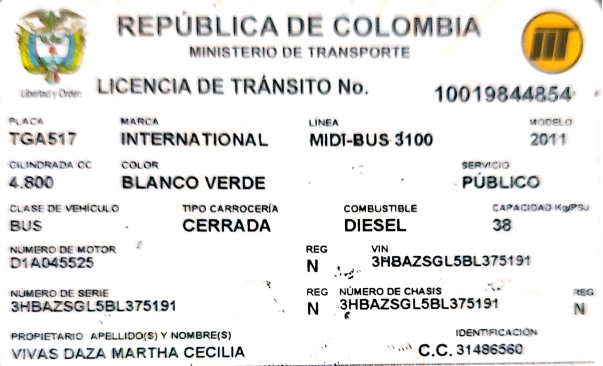 REPÚBLICA DE COLOMBIA
MINISTERIO DE TRANSPORTE
Libertad y Orden
LICENCIA DE TRÁNSITO No. 10019844854
PLACA MARCA LÍNEA MODELO
TGA517 INTERNATIONAL MIDI-BUS 3100 2011
CILINDRADA CC COLOR SERVICIO
4.800 BLANCO VERDE PÚBLICO
CLASE DE VEHÍCULO TIPO CARROCERÍA COMBUSTIBLE CAPACIDAD Kg/PSJ
BUS CERRADA DIESEL 38
NÚMERO DE MOTOR REG VIN
D1A045525 N 3HBAZSGL5BL375191
NÚMERO DE SERIE REG NÚMERO DE CHASIS REG
3HBAZSGL5BL375191 N 3HBAZSGL5BL375191 N
PROPIETARIO: APELLIDO(S) Y NOMBRE(S) IDENTIFICACIÓN
VIVAS DAZA MARTHA CECILIA C.C. 31486560